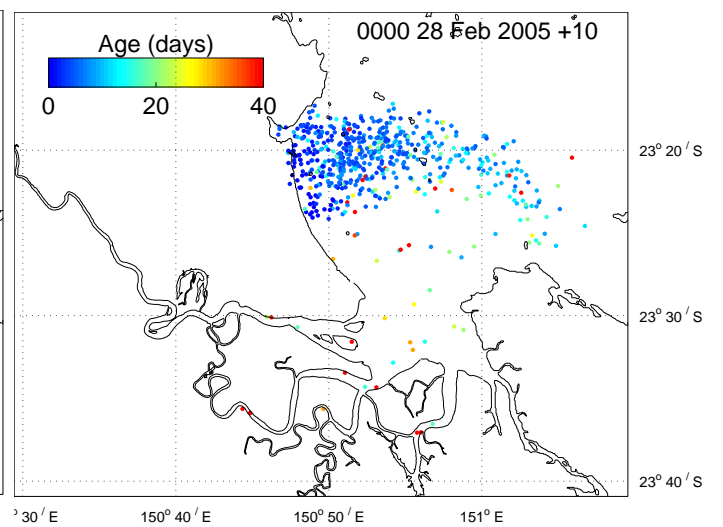 0000 28 Feb 2005 +10
Age (days)
0 20 40
23° 20 ' S
23° 30 ' S
23° 40 ' S
30 ' E 150° 40 ' E 150° 50 ' E 151° E